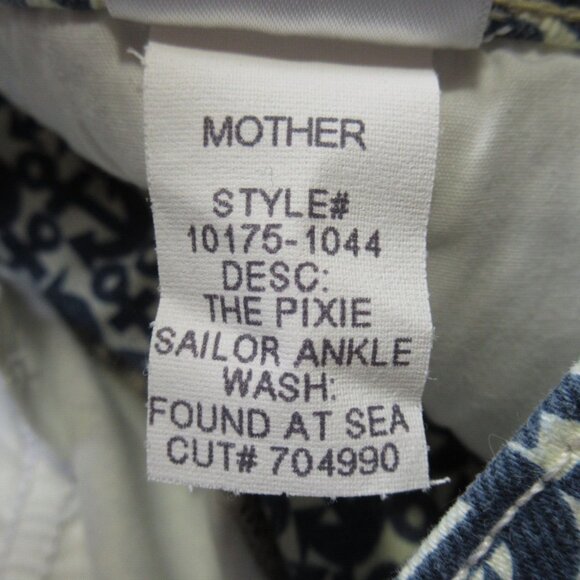 MOTHER
STYLE#
10175-1044
DESC:
THE PIXIE
SAILOR ANKLE
WASH:
FOUND AT SEA
CUT# 704990